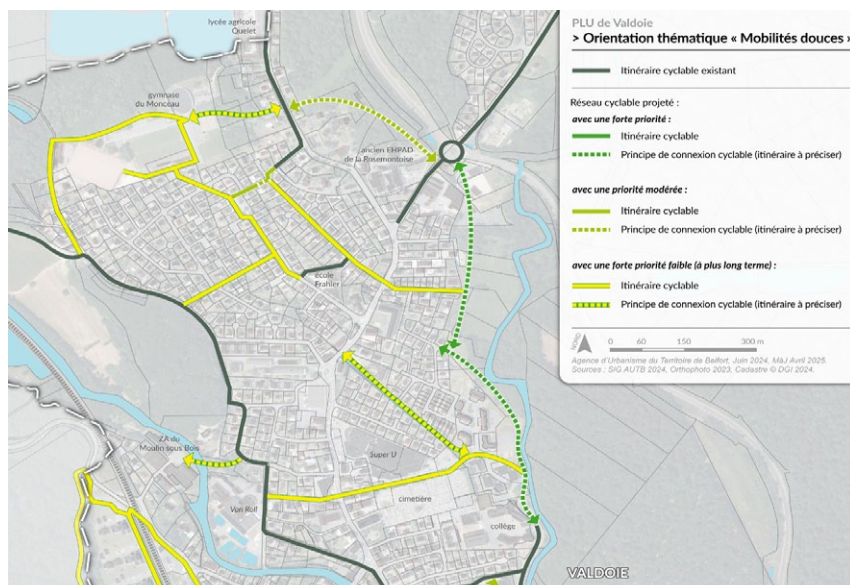 PLU de Valdoie
> Orientation thématique « Mobilités douces »
Itinéraire cyclable existant
Réseau cyclable projeté :
avec une forte priorité :
Itinéraire cyclable
Principe de connexion cyclable (itinéraire à préciser)
avec une priorité modérée :
Itinéraire cyclable
Principe de connexion cyclable (itinéraire à préciser)
avec une forte priorité faible (à plus long terme) :
Itinéraire cyclable
Principe de connexion cyclable (itinéraire à préciser)
NORD
0 60 150 300 m
Agence d'Urbanisme du Territoire de Belfort, Juin 2024, MàJ Avril 2025.
Sources : SIG AUTB 2024, Orthophoto 2023, Cadastre © DGI 2024.
lycée agricole
Quelet
gymnase
du Monceau
ancien EHPAD
de la Rosemontoise
école
Frahier
ZA du
Moulin sous Bois
Super U
Von Roll
cimetière
collège
VALDOIE